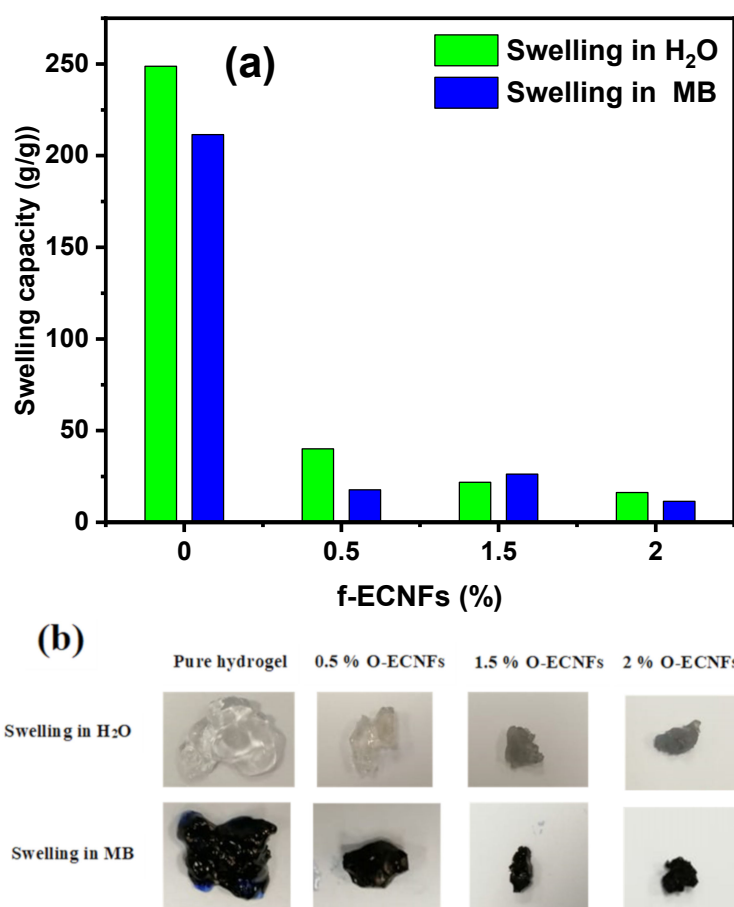 (a)
Swelling in H₂O
Swelling in MB
Swelling capacity (g/g))
250
200
150
100
50
0
0 0.5 1.5 2
f-ECNFs (%)
(b)
Pure hydrogel 0.5 % O-ECNFs 1.5 % O-ECNFs 2 % O-ECNFs
Swelling in H₂O
Swelling in MB